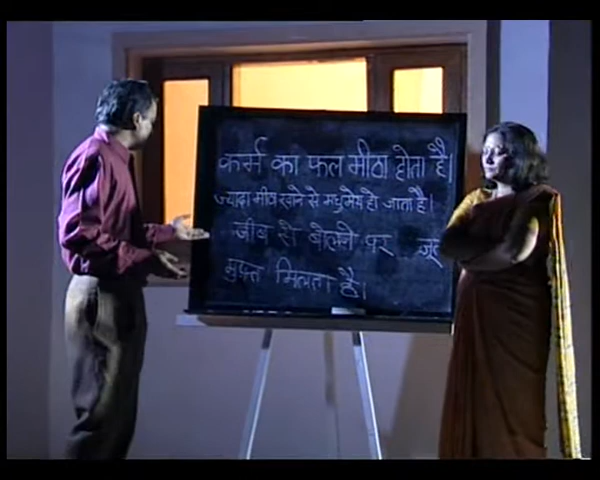 कर्म का फल मीठा होता है।
ज्यादा मीठा खाने से मधुमेह हो जाता है।
जीब से बोलने पर
मुफ्त मिलता है।